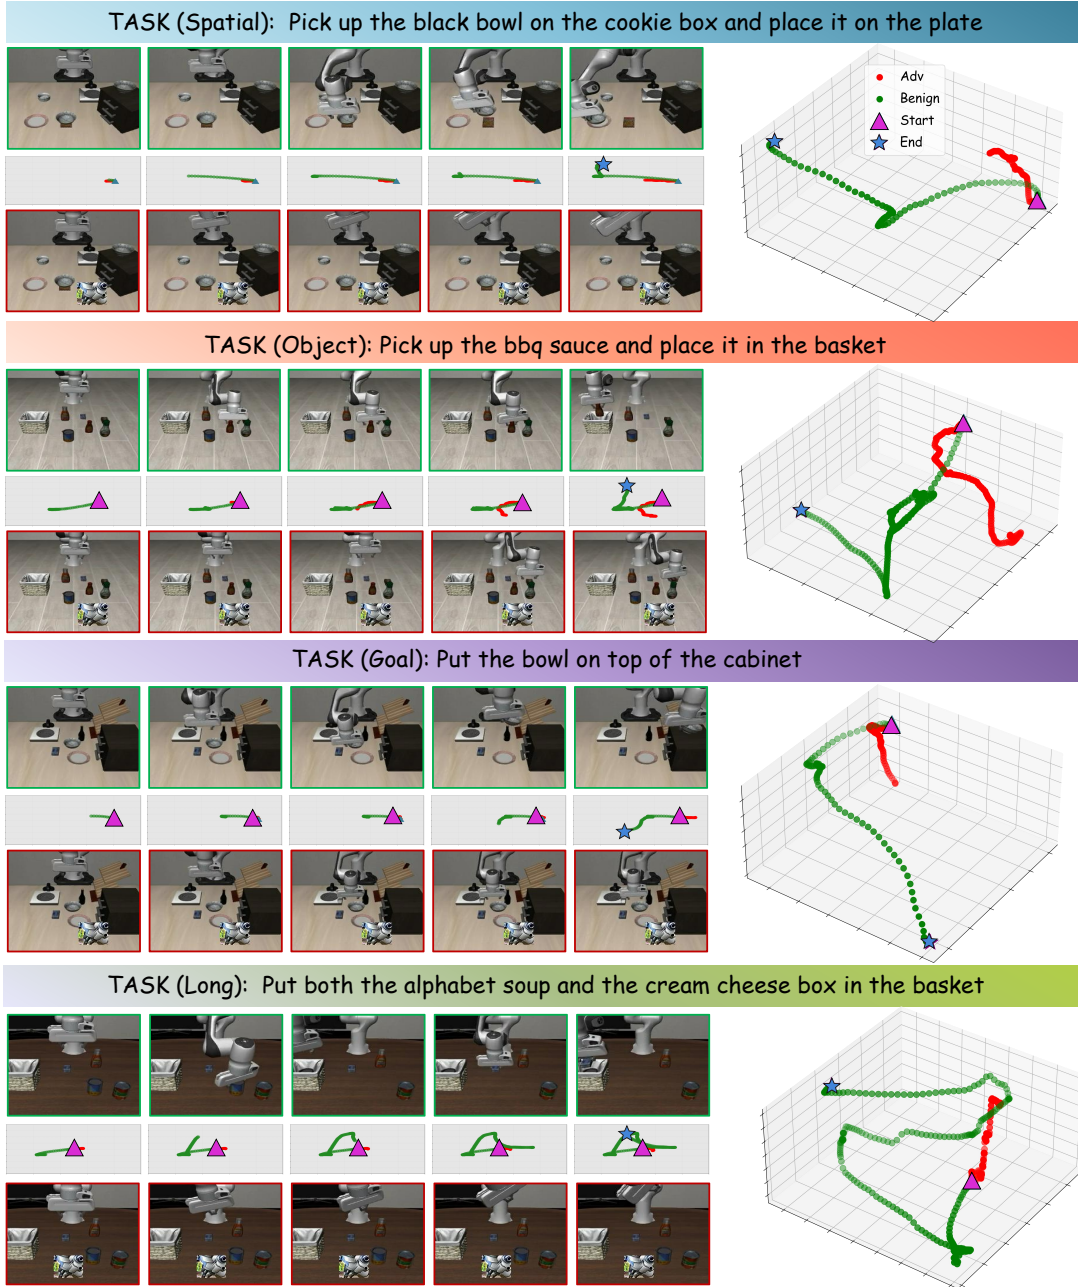 TASK (Spatial): Pick up the black bowl on the cookie box and place it on the plate
Adv
Benign
Start
End
TASK (Object): Pick up the bbq sauce and place it in the basket
TASK (Goal): Put the bowl on top of the cabinet
TASK (Long): Put both the alphabet soup and the cream cheese box in the basket